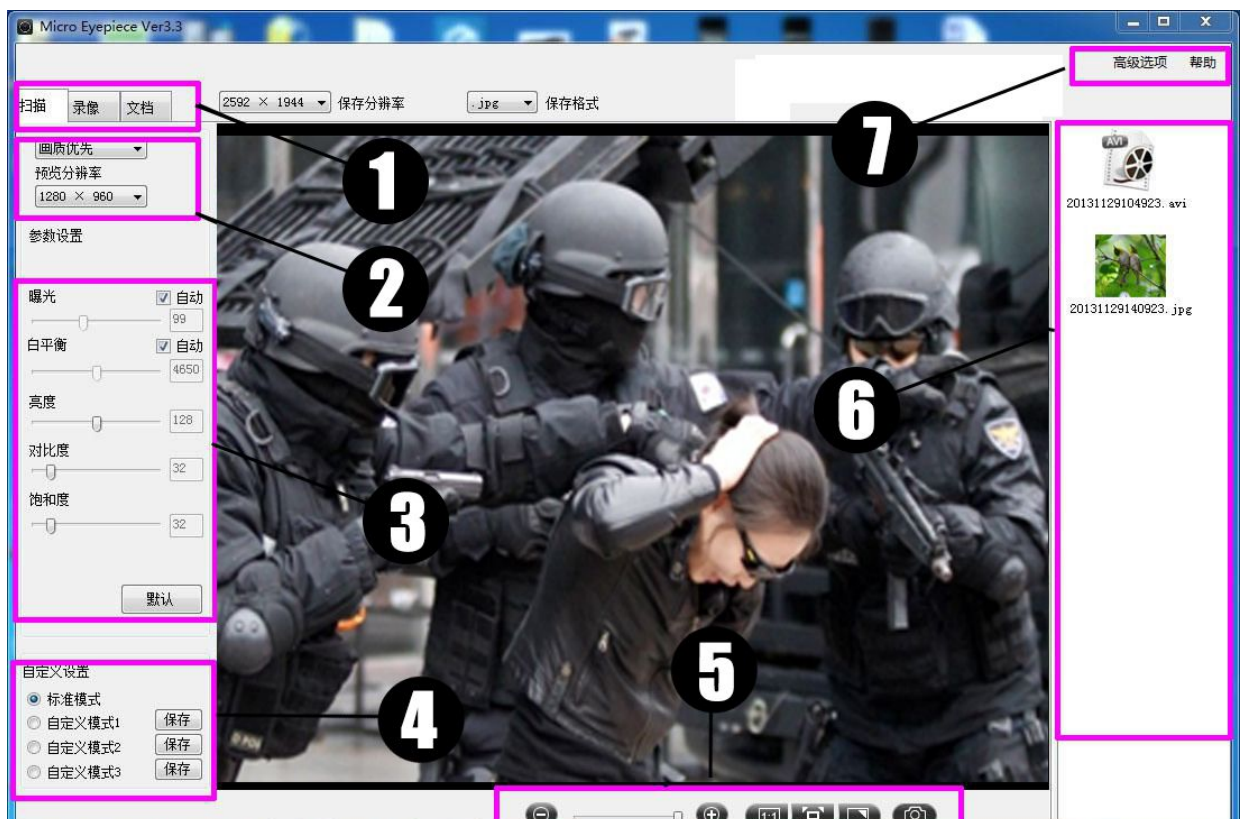 Micro Eyepiece Ver3.3
高级选项 帮助
扫描 录像 文档
2592 × 1944 保存分辨率 .jpg 保存格式
画质优先
预览分辨率
1280 × 960
参数设置
曝光 自动
99
白平衡 自动
4650
亮度
128
对比度
32
饱和度
32
默认
自定义设置
标准模式
自定义模式1 保存
自定义模式2 保存
自定义模式3 保存
1
2
3
4
5
6
7
AVI
20131129104923.avi
20131129140923.jpg
1:1